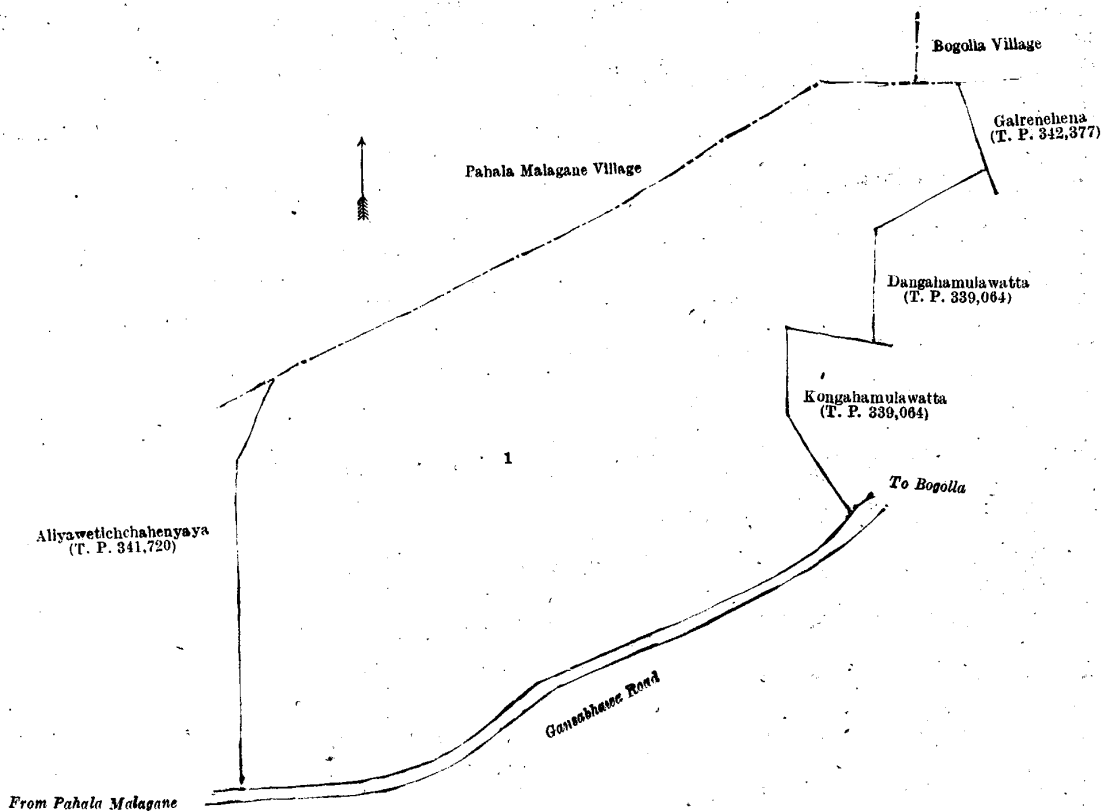 Bogolla Village
Galrenehena
(T. P. 342,377)
Pahala Malagane Village
Dangahamulawatta
(T. P. 339,064)
Kongahamulawatta
(T. P. 339,064)
1
To Bogolla
Aliyawetichchahenyaya
(T. P. 341,720)
Gansabhawa Road
From Pahala Malagane